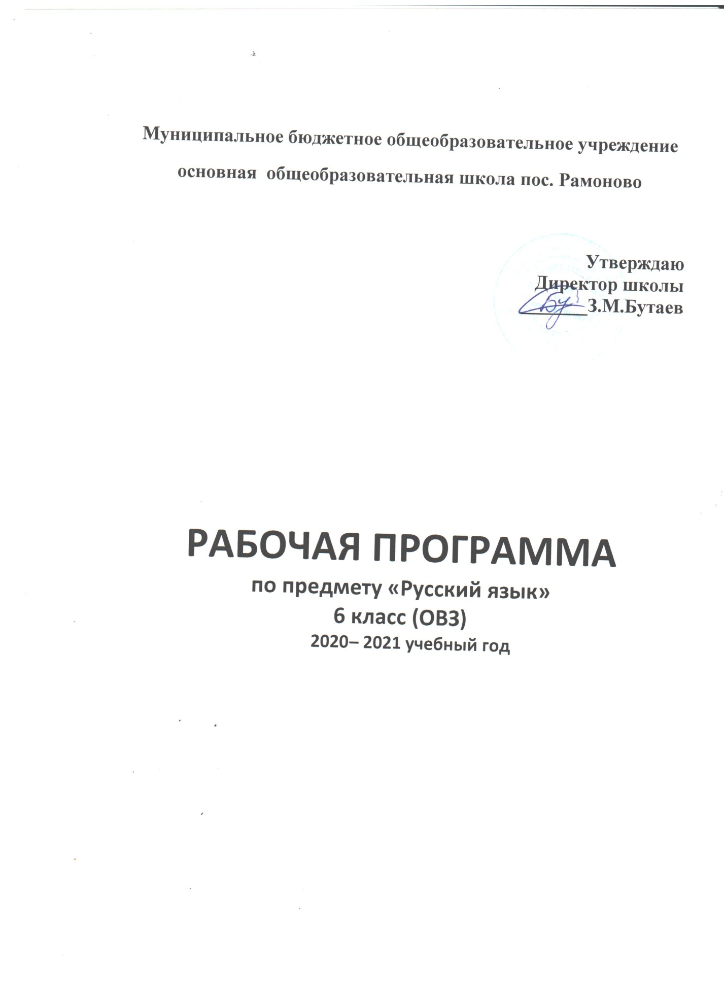 Муниципальное бюджетное общеобразовательное учреждение
основная общеобразовательная школа пос. Рамоново
Утверждаю
Директор школы
_______З.М.Бутаев
РАБОЧАЯ ПРОГРАММА
по предмету «Русский язык»
6 класс (ОВЗ)
2020– 2021 учебный год